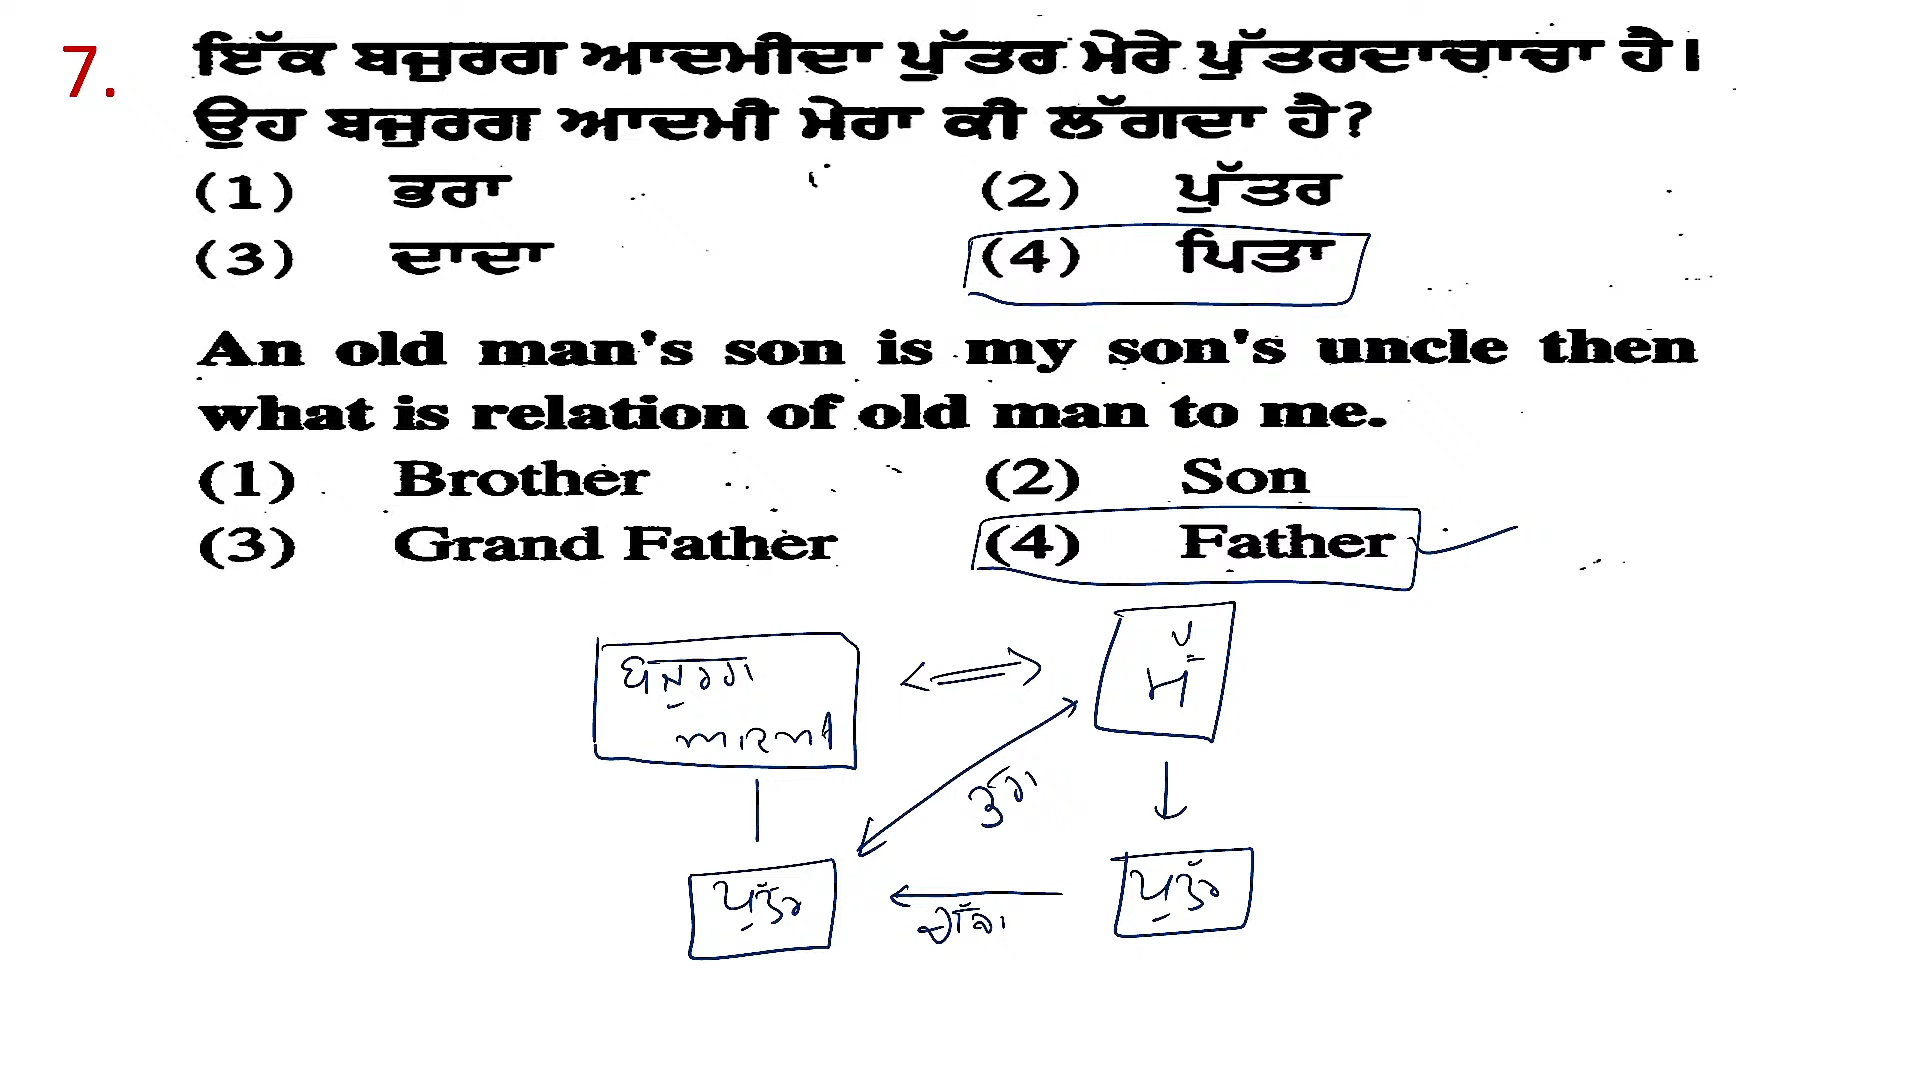 7. ਇੱਕ ਬਜੁਰਗ ਆਦਮੀਦਾ ਪੁੱਤਰ ਮੇਰੇ ਪੁੱਤਰਦਾਚਾਚਾ ਹੈ।
ਉਹ ਬਜੁਰਗ ਆਦਮੀ ਮੇਰਾ ਕੀ ਲੱਗਦਾ ਹੈ?
(1) ਭਰਾ (2) ਪੁੱਤਰ
(3) ਦਾਦਾ (4) ਪਿਤਾ
An old man's son is my son's uncle then
what is relation of old man to me.
(1) Brother (2) Son
(3) Grand Father (4) Father
ਬਜੁਰਗ
ਆਦਮੀ
ਪੁੱਤਰ ਪੁੱਤਰ